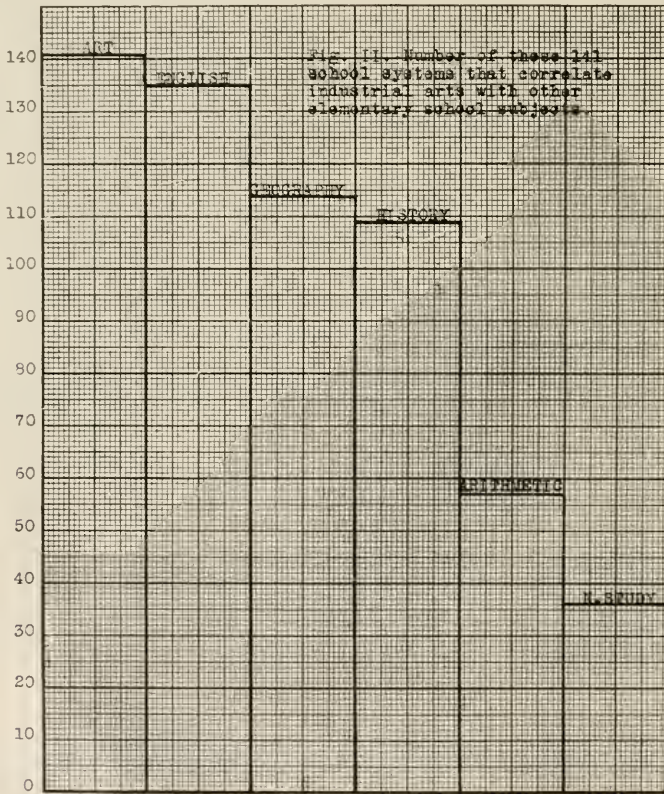 Fig. II. Number of these 141
school systems that correlate
industrial arts with other
elementary school subjects.
ART
ENGLISH
GEOGRAPHY
HISTORY
ARITHMETIC
N.STUDY
140
130
120
110
100
90
80
70
60
50
40
30
20
10
0